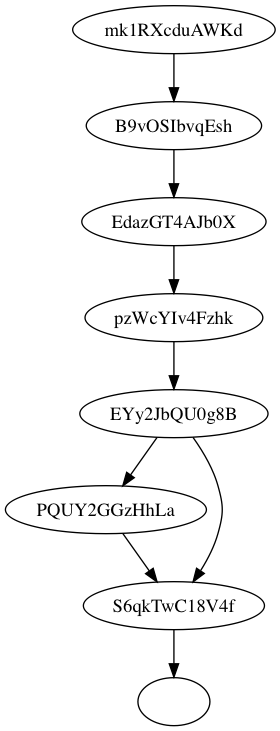 mk1RXcduAWKd
B9vOSIbvqEsh
EdazGT4AJb0X
pzWcYIv4Fzhk
EYy2JbQU0g8B
PQUY2GGzHhLa
S6qkTwC18V4f